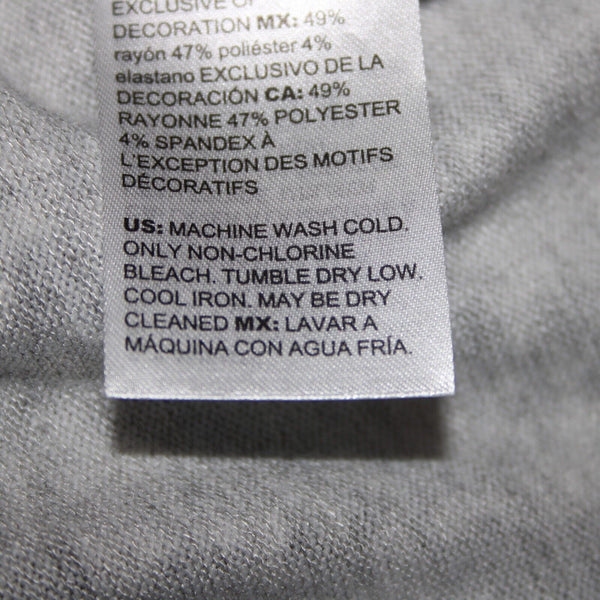 EXCLUSIVE OF
DECORATION MX: 49%
rayón 47% poliéster 4%
elastano EXCLUSIVO DE LA
DECORACIÓN CA: 49%
RAYONNE 47% POLYESTER
4% SPANDEX À
L'EXCEPTION DES MOTIFS
DÉCORATIFS
US: MACHINE WASH COLD.
ONLY NON-CHLORINE
BLEACH. TUMBLE DRY LOW.
COOL IRON. MAY BE DRY
CLEANED MX: LAVAR A
MÁQUINA CON AGUA FRÍA.